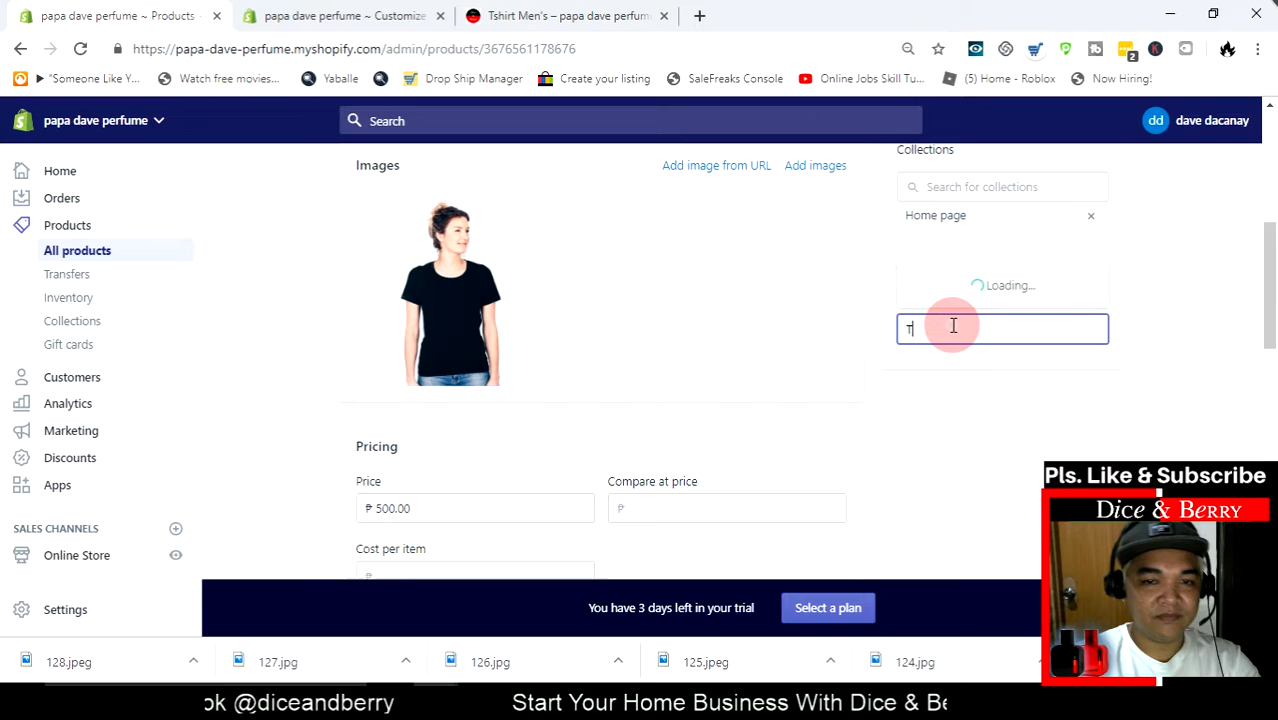 papa dave perfume ~ Products
papa dave perfume ~ Customize
Tshirt Men's – papa dave perfum
https://papa-dave-perfume.myshopify.com/admin/products/3676561178676
"Someone Like Y...
Watch free movies...
Yaballe
Drop Ship Manager
Create your listing
SaleFreaks Console
Online Jobs Skill Tu...
(5) Home - Roblox
Now Hiring!
papa dave perfume
Search
dd
dave dacanay
Home
Orders
Products
All products
Transfers
Inventory
Collections
Gift cards
Customers
Analytics
Marketing
Discounts
Apps
SALES CHANNELS
Online Store
Settings
Images
Add image from URL
Add images
Pricing
Price
Compare at price
₱ 500.00
₱
Cost per item
₱
Collections
Search for collections
Home page
Loading...
T
You have 3 days left in your trial
Select a plan
Pls. Like & Subscribe
Dice & Berry
128.jpeg
127.jpg
126.jpg
125.jpeg
124.jpg
ok @diceandberry
Start Your Home Business With Dice & Be